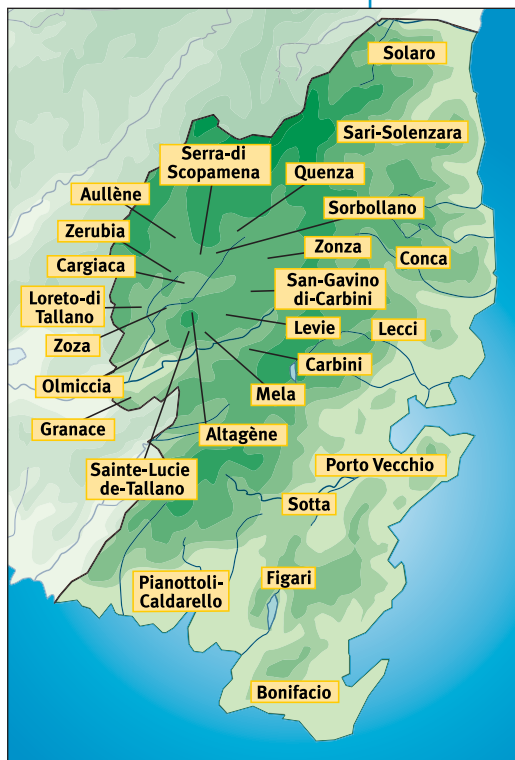 Solaro
Sari-Solenzara
Serra-di
Scopamena
Quenza
Aullène
Sorbollano
Zerubia
Zonza
Conca
Cargiaca
San-Gavino
di-Carbini
Loreto-di
Tallano
Levie
Lecci
Zoza
Carbini
Olmiccia
Mela
Granace
Altagène
Sainte-Lucie
de-Tallano
Porto Vecchio
Sotta
Pianottoli-
Caldarello
Figari
Bonifacio